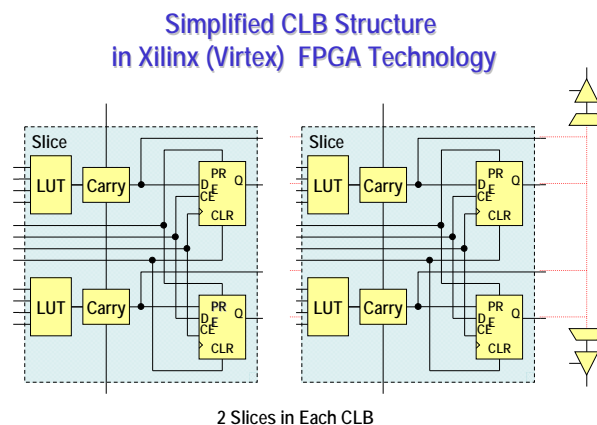 Simplified CLB Structure
in Xilinx (Virtex) FPGA Technology
Slice
LUT
Carry
PR
D
E
Q
CE
CLR
LUT
Carry
PR
D
E
Q
CE
CLR
Slice
LUT
Carry
PR
D
E
Q
CE
CLR
LUT
Carry
PR
D
E
Q
CE
CLR
2 Slices in Each CLB